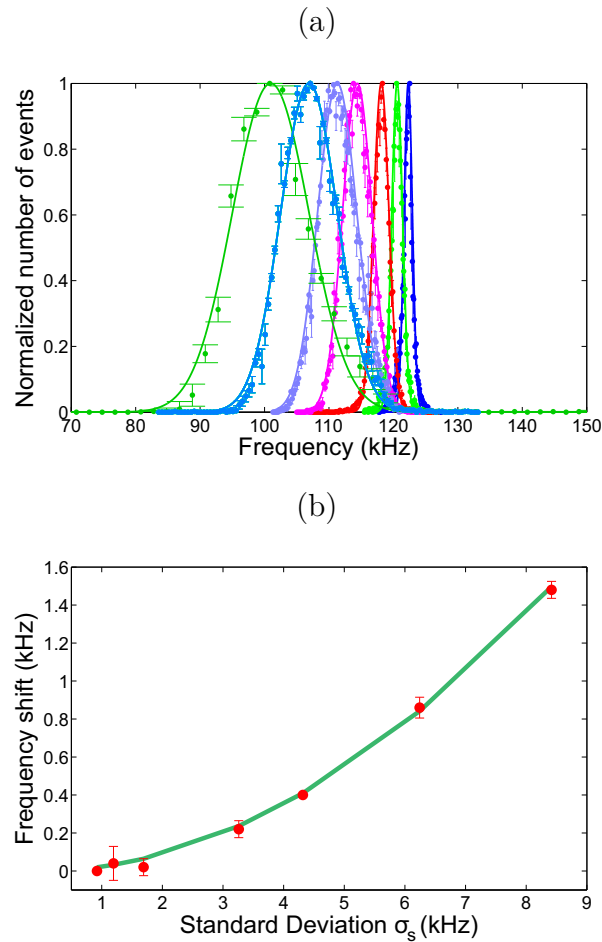 (a)
1
0.8
0.6
0.4
0.2
0
Normalized number of events
70 80 90 100 110 120 130 140 150
Frequency (kHz)
(b)
1.6
1.4
1.2
1
0.8
0.6
0.4
0.2
0
Frequency shift (kHz)
1 2 3 4 5 6 7 8 9
Standard Deviation σs (kHz)